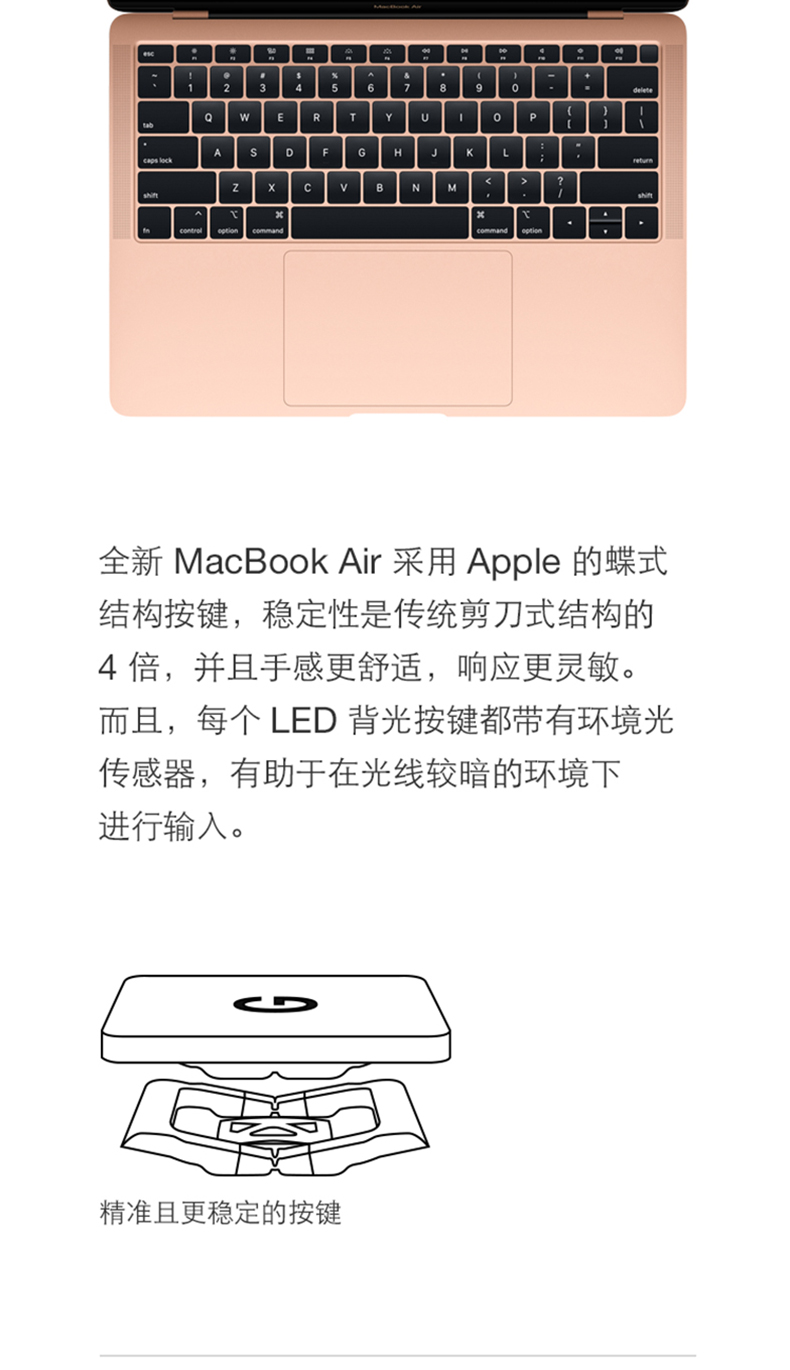 MacBook Air
esc F1 F2 F3 F4 F5 F6 F7 F8 F9 F10 F11 F12
~ ! @ # $ % ^ & * ( ) — +
` 1 2 3 4 5 6 7 8 9 0 - = delete
tab Q W E R T Y U I O P { [ } ] | \
caps lock A S D F G H J K L : ; " ' return
shift Z X C V B N M < , > . ? / shift
fn control option command command option
全新 MacBook Air 采用 Apple 的蝶式
结构按键，稳定性是传统剪刀式结构的
4 倍，并且手感更舒适，响应更灵敏。
而且，每个 LED 背光按键都带有环境光
传感器，有助于在光线较暗的环境下
进行输入。
G
精准且更稳定的按键